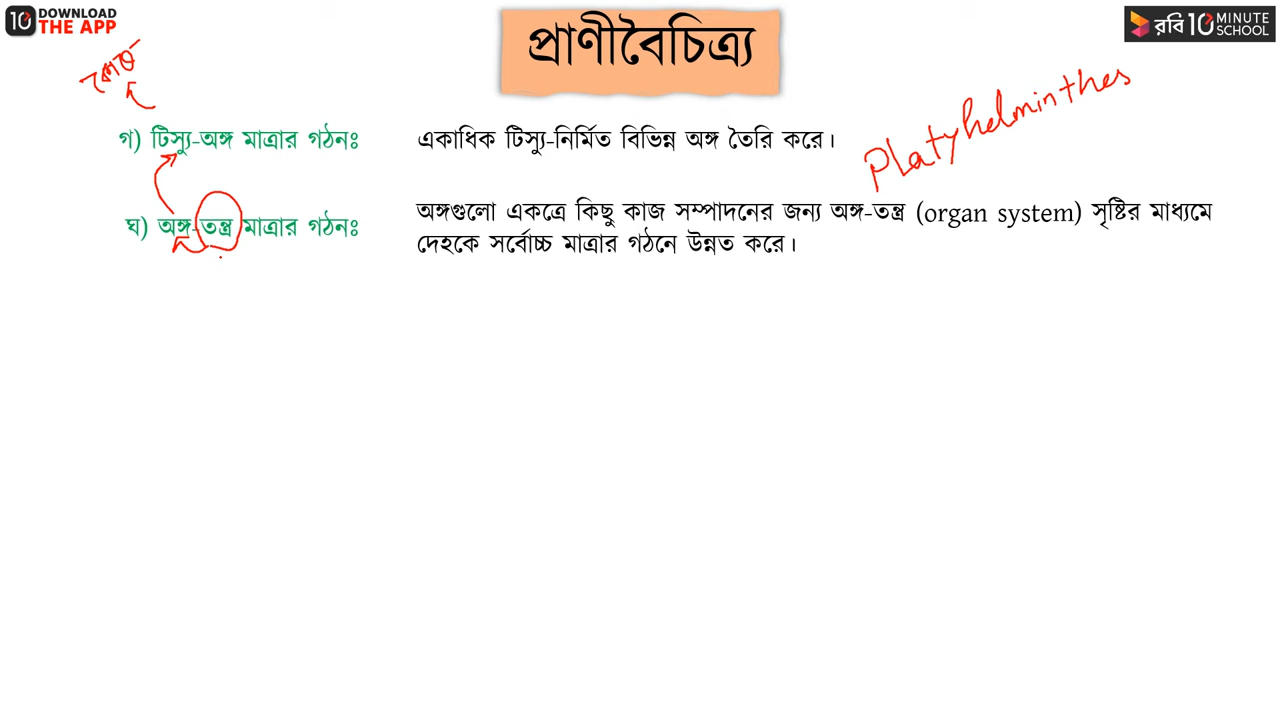 10 DOWNLOAD THE APP
প্রাণীবৈচিত্র্য
রবি 10 MINUTE SCHOOL
কোষ
Platyhelminthes
গ) টিস্যু-অঙ্গ মাত্রার গঠনঃ একাধিক টিস্যু-নির্মিত বিভিন্ন অঙ্গ তৈরি করে।
ঘ) অঙ্গ-তন্ত্র মাত্রার গঠনঃ অঙ্গগুলো একত্রে কিছু কাজ সম্পাদনের জন্য অঙ্গ-তন্ত্র (organ system) সৃষ্টির মাধ্যমে
দেহকে সর্বোচ্চ মাত্রার গঠনে উন্নত করে।